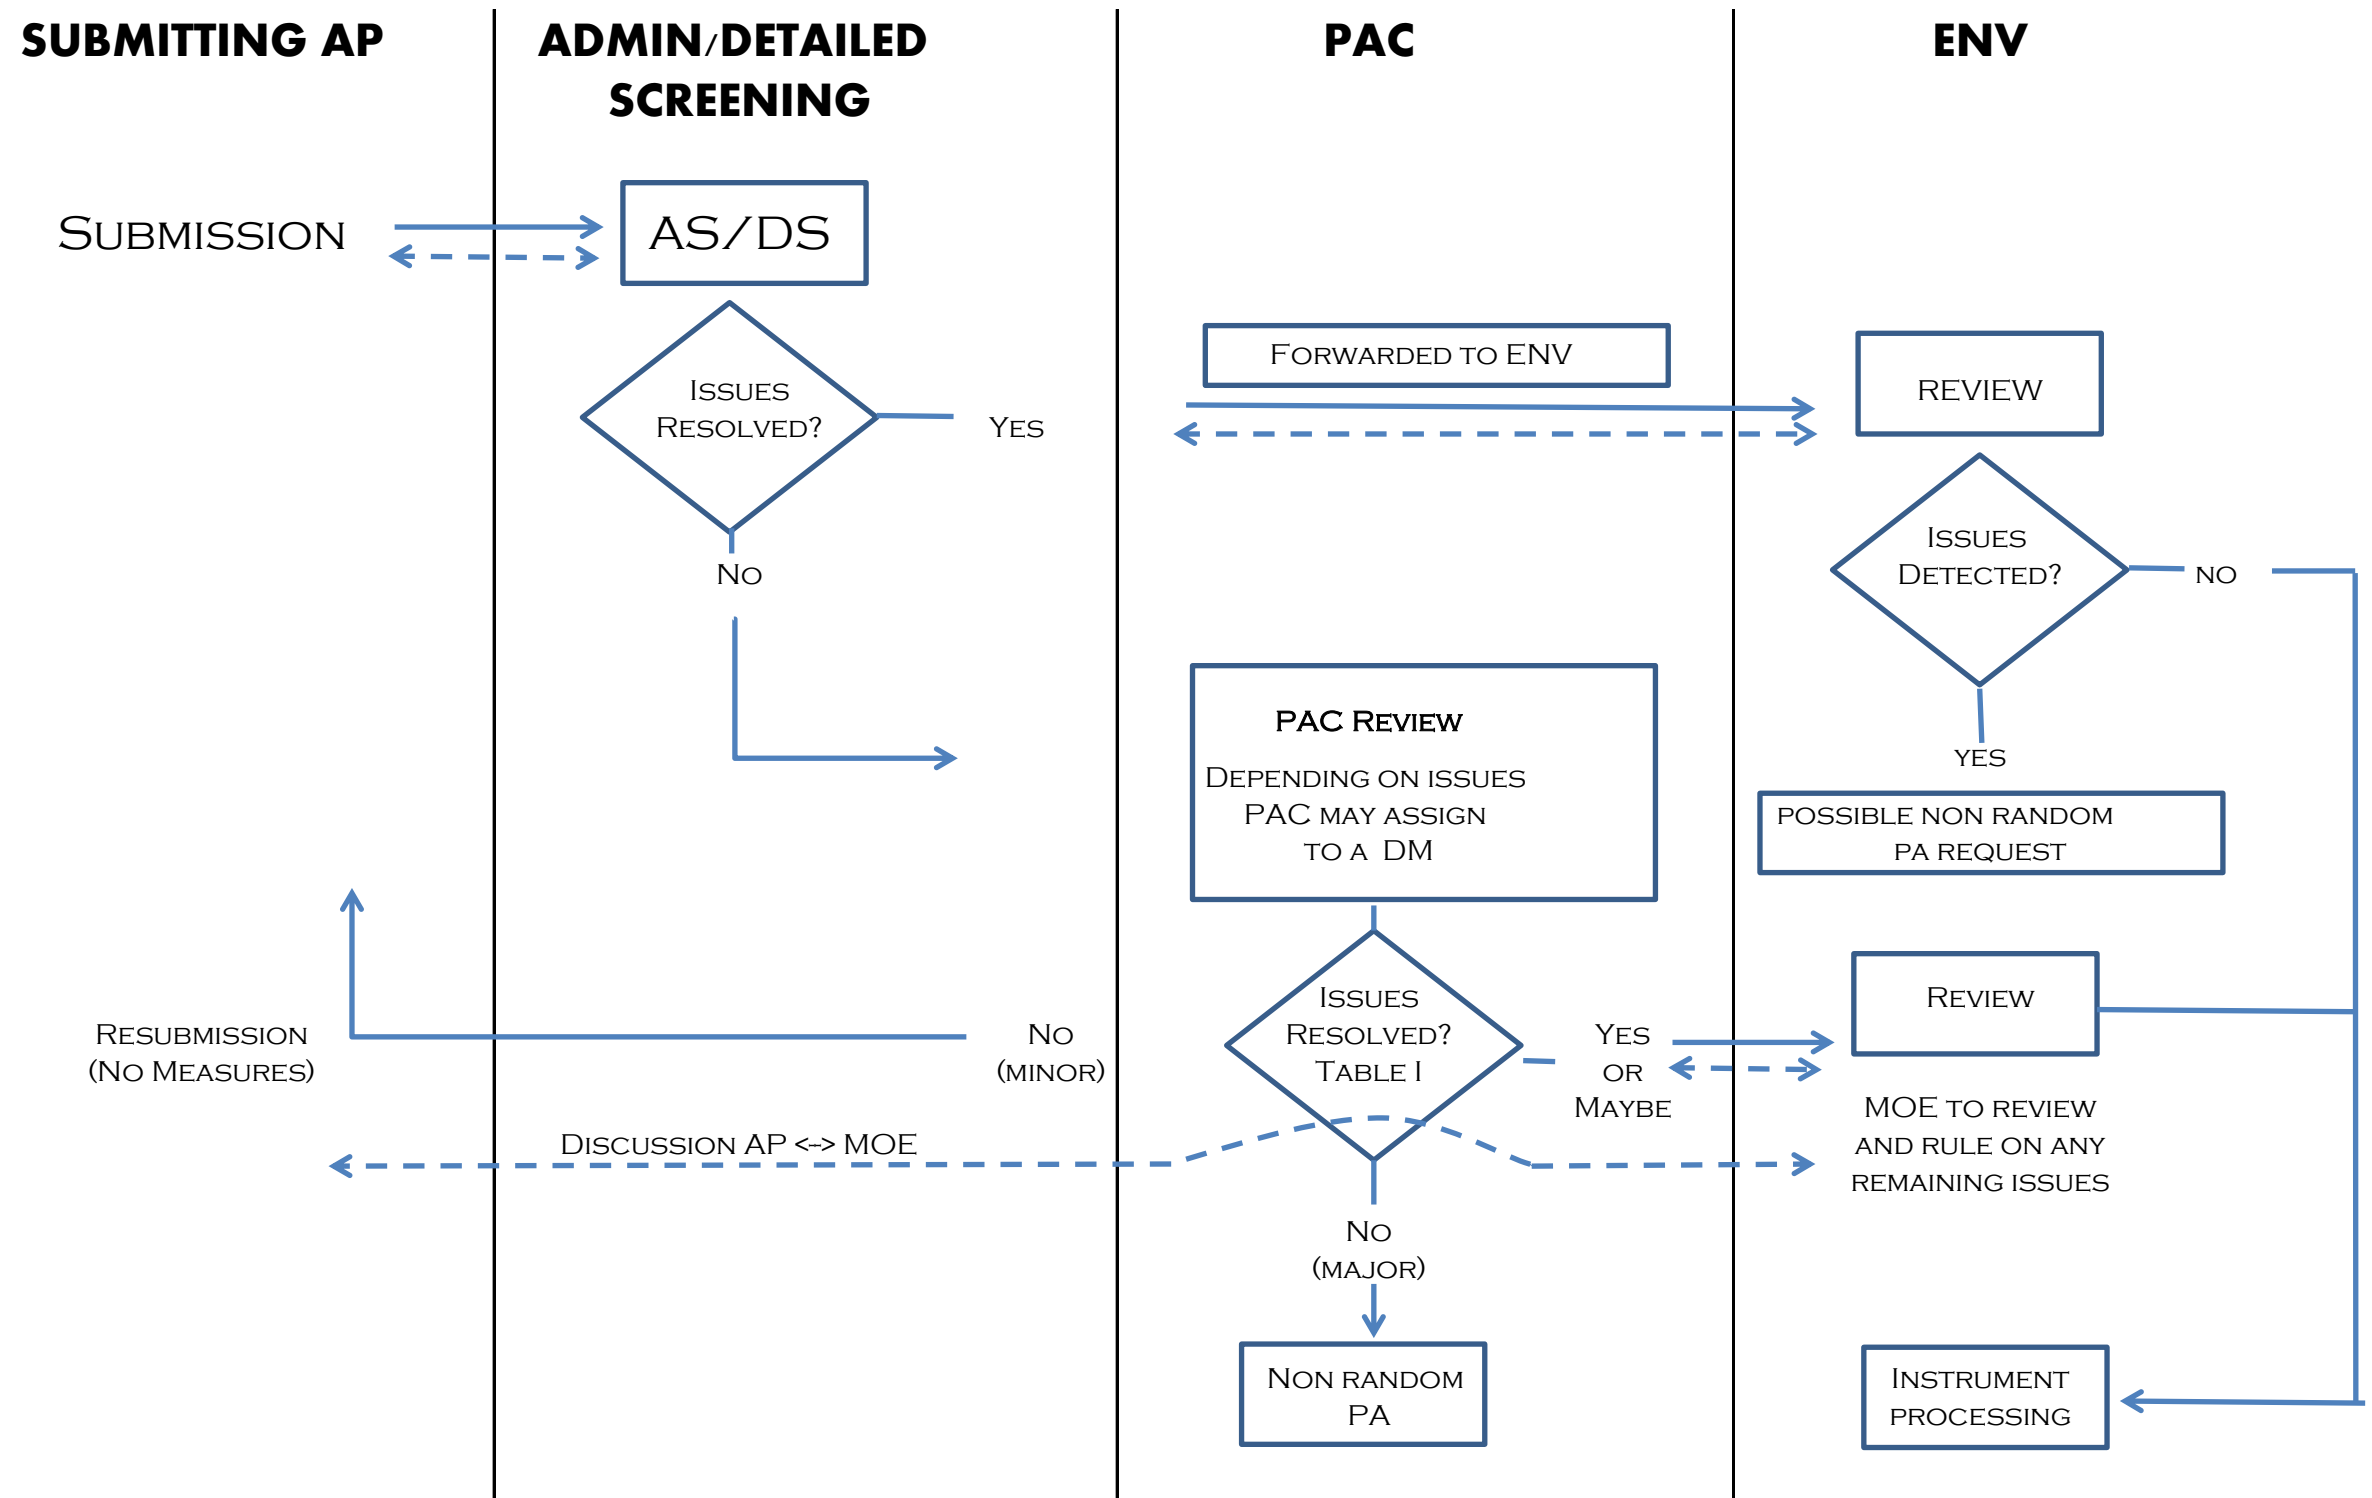 SUBMITTING AP
ADMIN/DETAILED
SCREENING
PAC
ENV
SUBMISSION
AS/DS
ISSUES
RESOLVED?
YES
NO
FORWARDED TO ENV
REVIEW
ISSUES
DETECTED?
NO
YES
POSSIBLE NON RANDOM
PA REQUEST
PAC REVIEW
DEPENDING ON ISSUES
PAC MAY ASSIGN
TO A DM
ISSUES
RESOLVED?
TABLE I
YES
OR
MAYBE
REVIEW
MOE TO REVIEW
AND RULE ON ANY
REMAINING ISSUES
NO
(MINOR)
RESUBMISSION
(NO MEASURES)
DISCUSSION AP <--> MOE
NO
(MAJOR)
NON RANDOM
PA
INSTRUMENT
PROCESSING